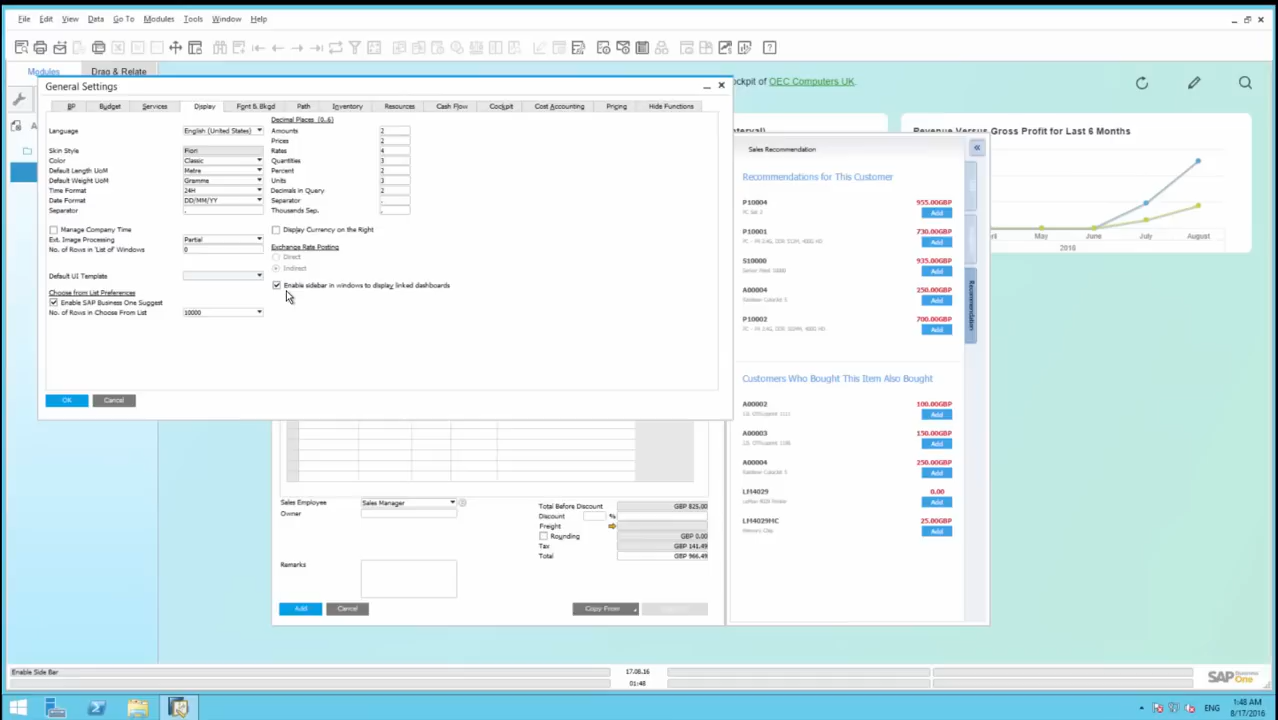 File Edit View Data Go To Modules Tools Window Help
Modules Drag & Relate
ckpit of OEC Computers UK.
General Settings
BP Budget Services Display Font & Bkgd Path Inventory Resources Cash Flow Cockpit Cost Accounting Pricing Hide Functions
Language English (United States)
Skin Style Fiori
Color Classic
Default Length UoM Metre
Default Weight UoM Gramme
Time Format 24H
Date Format DD/MM/YY
Separator .
Manage Company Time
Ext. Image Processing Partial
No. of Rows in 'List of' Windows 0
Default UI Template
Choose from List Preferences
Enable SAP Business One Suggest
No. of Rows in Choose From List 10000
Decimal Places (0..6)
Amounts 2
Prices 2
Rates 4
Quantities 3
Percent 2
Units 3
Decimals in Query 2
Separator .
Thousands Sep. ,
Display Currency on the Right
Exchange Rate Posting
Direct
Indirect
Enable sidebar in windows to display linked dashboards
OK Cancel
terval)
Revenue Versus Gross Profit for Last 6 Months
May June July August
2016
Sales Recommendation
Recommendations for This Customer
P10004 955.00GBP
Add
P10001 730.00GBP
Add
S10000 935.00GBP
Add
A00004 250.00GBP
Add
P10002 700.00GBP
Add
Recommendation
Customers Who Bought This Item Also Bought
A00002 100.00GBP
Add
A00003 150.00GBP
Add
A00004 250.00GBP
Add
LM4029 0.00
Add
LM4029MC 25.00GBP
Add
Sales Employee Sales Manager
Owner
Remarks
Total Before Discount GBP 825.00
Discount %
Freight
Rounding GBP 0.00
Tax GBP 141.49
Total GBP 966.49
Add Cancel Copy From
Enable Side Bar
17.08.16
01:48
SAP Business One
ENG
1:48 AM
8/17/2016